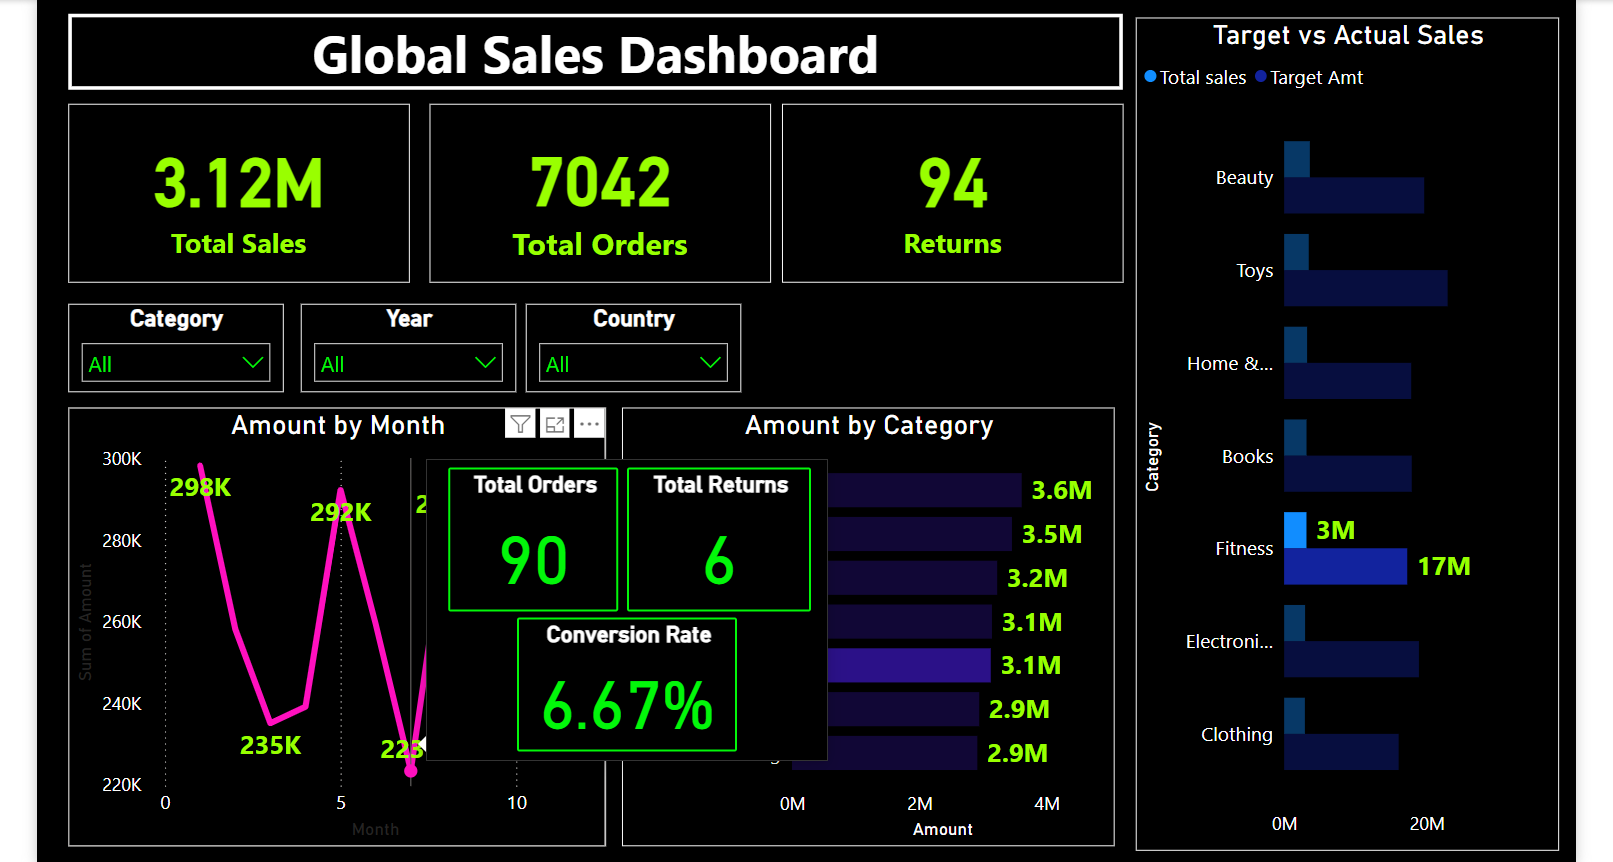 Global Sales Dashboard
3.12M
Total Sales
7042
Total Orders
94
Returns
Category
All
Year
All
Country
All
Amount by Month
300K
280K
260K
240K
220K
Sum of Amount
298K
235K
292K
223
0
5
10
Month
Total Orders
90
Total Returns
6
Conversion Rate
6.67%
Amount by Category
3.6M
3.5M
3.2M
3.1M
3.1M
2.9M
2.9M
0M
2M
4M
Amount
Target vs Actual Sales
Total sales
Target Amt
Category
Beauty
Toys
Home &...
Books
Fitness
3M
17M
Electroni...
Clothing
0M
20M